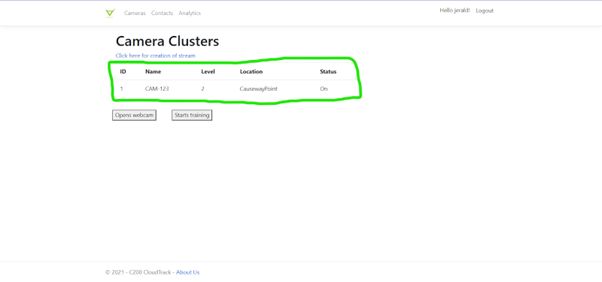 Cameras Contacts Analytics Hello jerald! Logout
Camera Clusters
Click here for creation of stream
ID Name Level Location Status
1 CAM-123 2 CausewayPoint On
Opens webcam Starts training
© 2021 - C200 CloudTrack - About Us